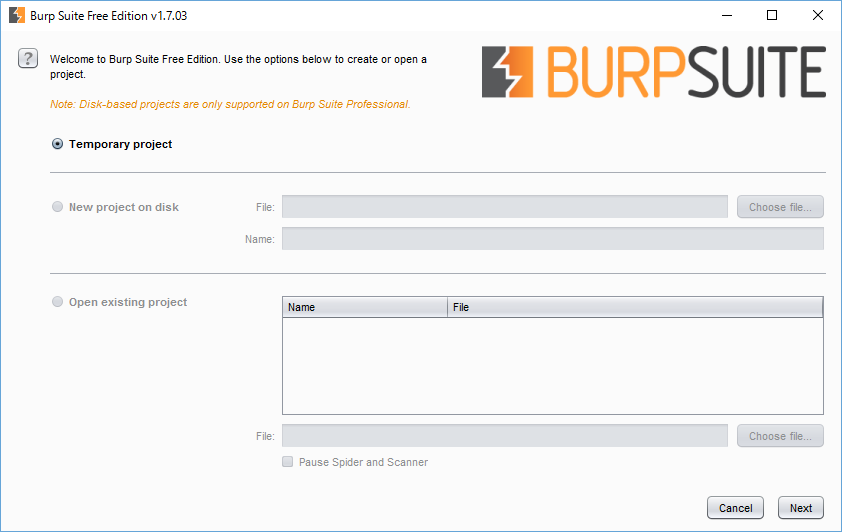 Burp Suite Free Edition v1.7.03
?
Welcome to Burp Suite Free Edition. Use the options below to create or open a
project.
BURPSUITE
Note: Disk-based projects are only supported on Burp Suite Professional.
Temporary project
New project on disk
File:
Choose file...
Name:
Open existing project
Name
File
File:
Choose file...
Pause Spider and Scanner
Cancel
Next